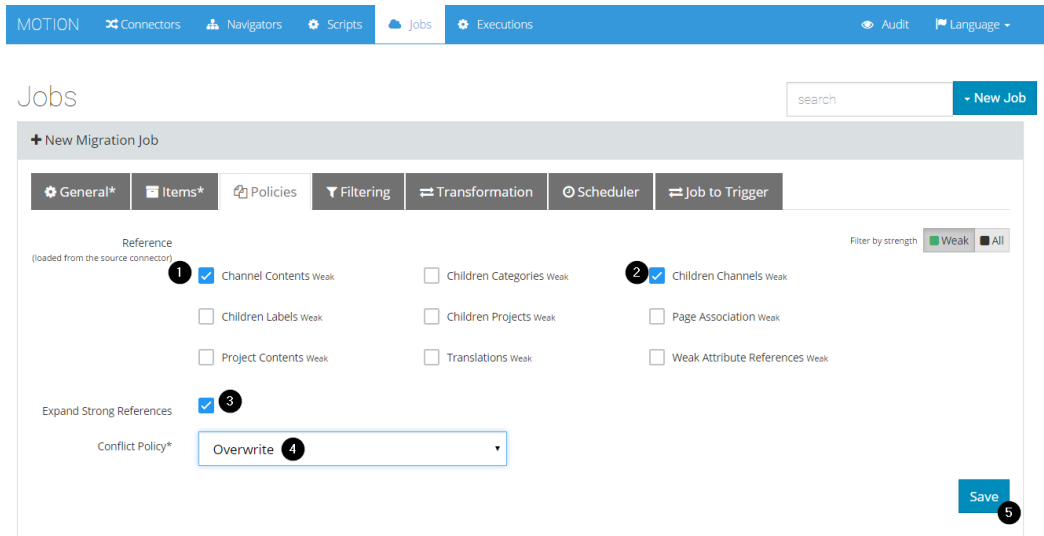 MOTION Connectors Navigators Scripts Jobs Executions Audit Language
Jobs
search
New Job
+ New Migration Job
General* Items* Policies Filtering Transformation Scheduler Job to Trigger
Reference
(loaded from the source connector)
Filter by strength Weak All
1 Channel Contents Weak Children Categories Weak 2 Children Channels Weak
Children Labels Weak Children Projects Weak Page Association Weak
Project Contents Weak Translations Weak Weak Attribute References Weak
Expand Strong References 3
Conflict Policy* Overwrite 4
Save
5